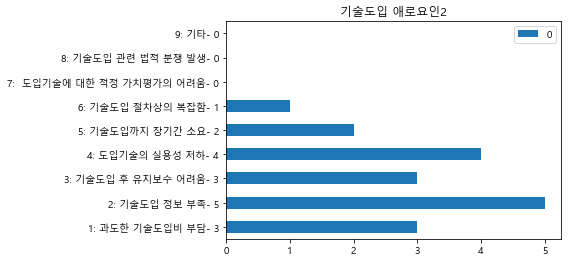 기술도입 애로요인2
0
9: 기타- 0
8: 기술도입 관련 법적 분쟁 발생- 0
7:  도입기술에 대한 적정 가치평가의 어려움- 0
6: 기술도입 절차상의 복잡함- 1
5: 기술도입까지 장기간 소요- 2
4: 도입기술의 실용성 저하- 4
3: 기술도입 후 유지보수 어려움- 3
2: 기술도입 정보 부족- 5
1: 과도한 기술도입비 부담- 3
0 1 2 3 4 5